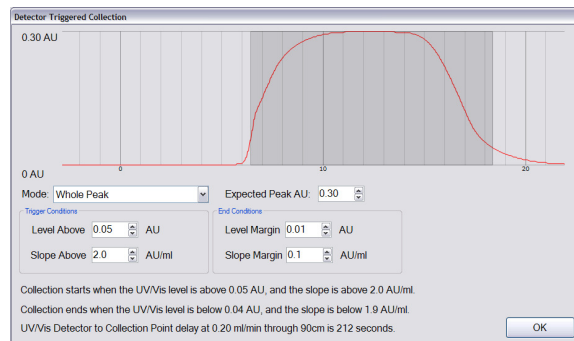 Detector Triggered Collection
0.30 AU
0 AU
0 10 20
Mode: Whole Peak Expected Peak AU: 0.30
Trigger Conditions End Conditions
Level Above 0.05 AU Level Margin 0.01 AU
Slope Above 2.0 AU/ml Slope Margin 0.1 AU/ml
Collection starts when the UV/Vis level is above 0.05 AU, and the slope is above 2.0 AU/ml.
Collection ends when the UV/Vis level is below 0.04 AU, and the slope is below 1.9 AU/ml.
UV/Vis Detector to Collection Point delay at 0.20 ml/min through 90cm is 212 seconds. OK